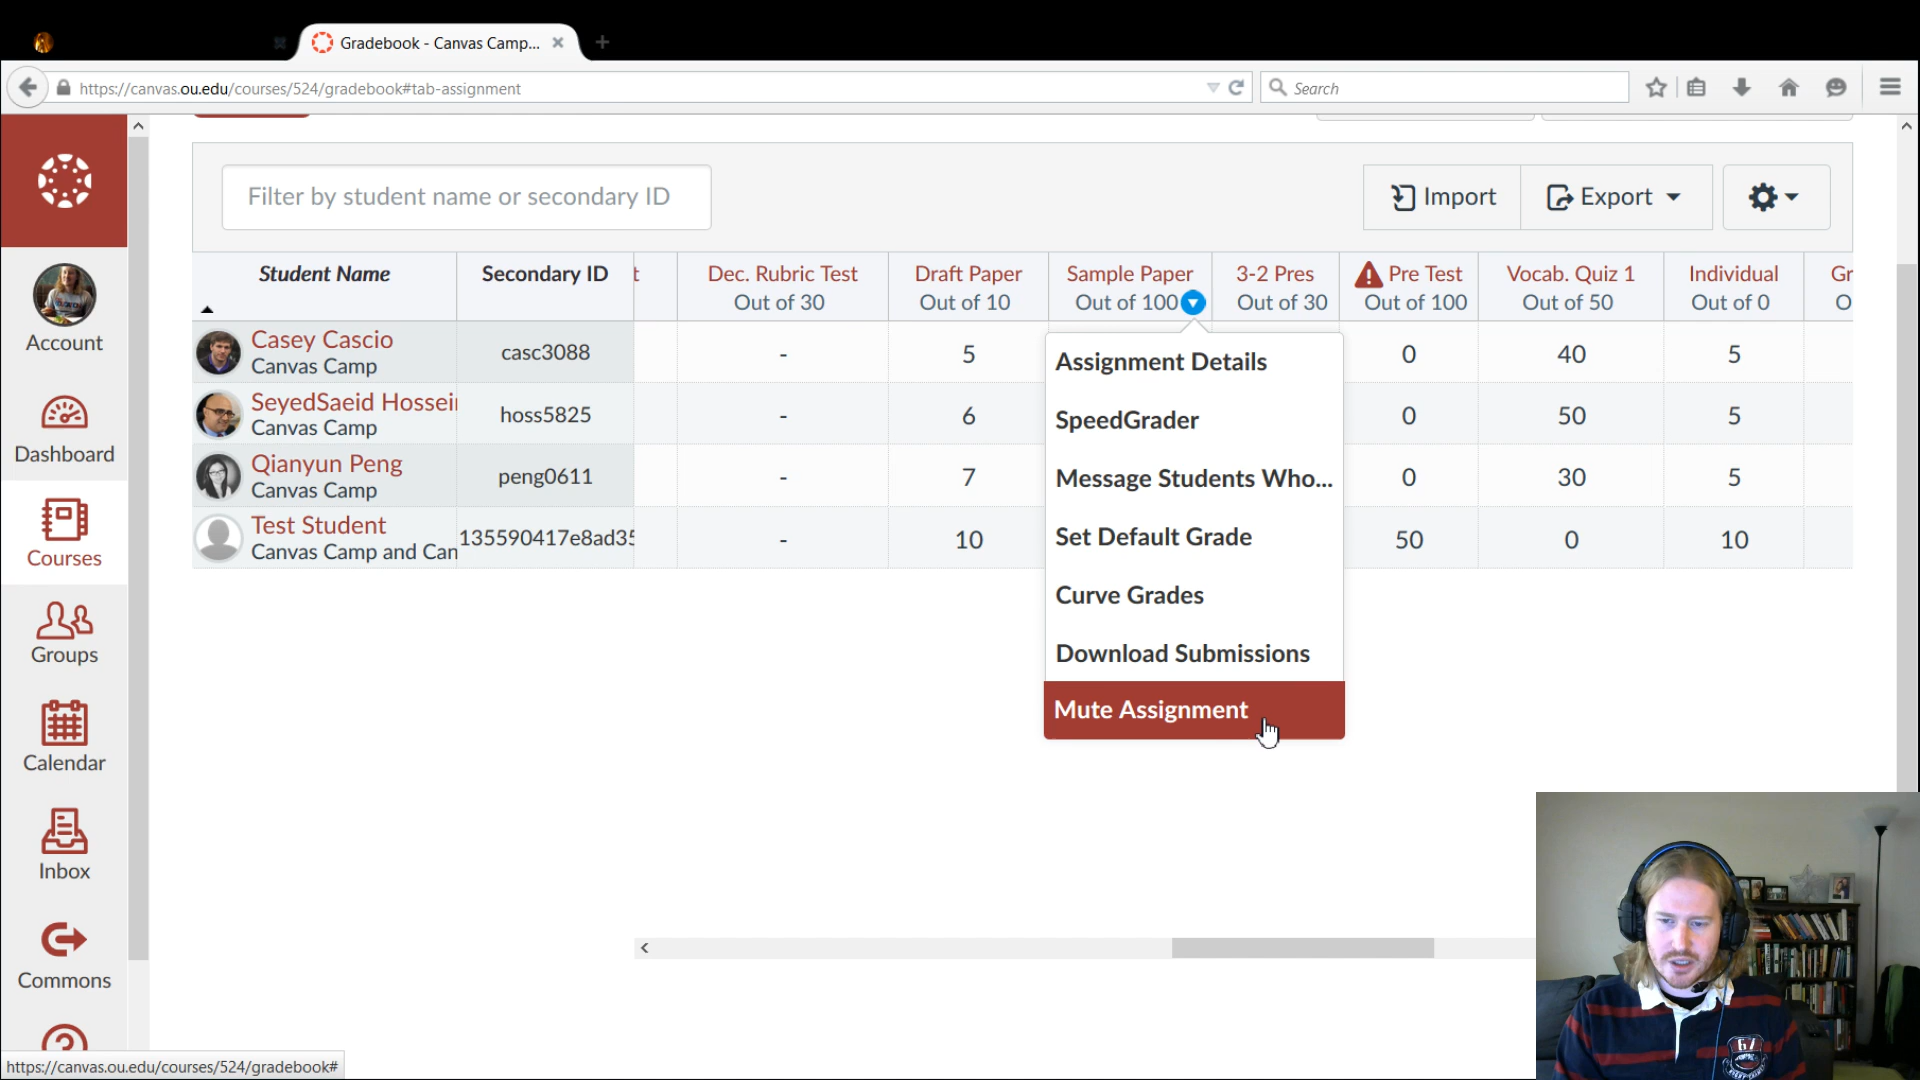 Gradebook - Canvas Camp...
https://canvas.ou.edu/courses/524/gradebook#tab-assignment
Search
Filter by student name or secondary ID
Import
Export
Student Name
Secondary ID
t
Dec. Rubric Test
Out of 30
Draft Paper
Out of 10
Sample Paper
Out of 100
3-2 Pres
Out of 30
Pre Test
Out of 100
Vocab. Quiz 1
Out of 50
Individual
Out of 0
Gr
O
Casey Cascio
Canvas Camp
casc3088
-
5
0
40
5
SeyedSaeid Hossei
Canvas Camp
hoss5825
-
6
0
50
5
Qianyun Peng
Canvas Camp
peng0611
-
7
0
30
5
Test Student
Canvas Camp and Can
135590417e8ad35
-
10
50
0
10
Assignment Details
SpeedGrader
Message Students Who...
Set Default Grade
Curve Grades
Download Submissions
Mute Assignment
Account
Dashboard
Courses
Groups
Calendar
Inbox
Commons
https://canvas.ou.edu/courses/524/gradebook#
67